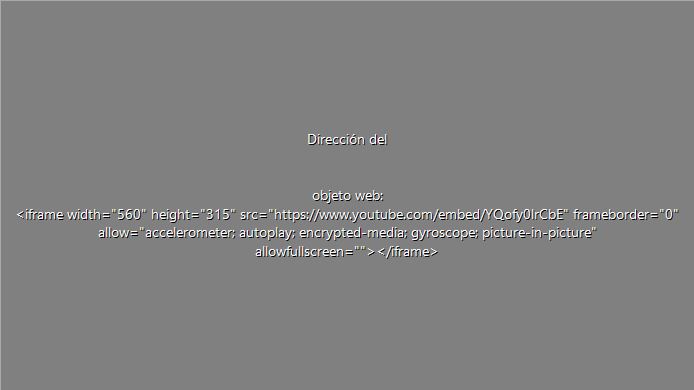 Dirección del
objeto web:
<iframe width="560" height="315" src="https://www.youtube.com/embed/YQofy0lrCbE" frameborder="0"
allow="accelerometer; autoplay; encrypted-media; gyroscope; picture-in-picture"
allowfullscreen=""></iframe>